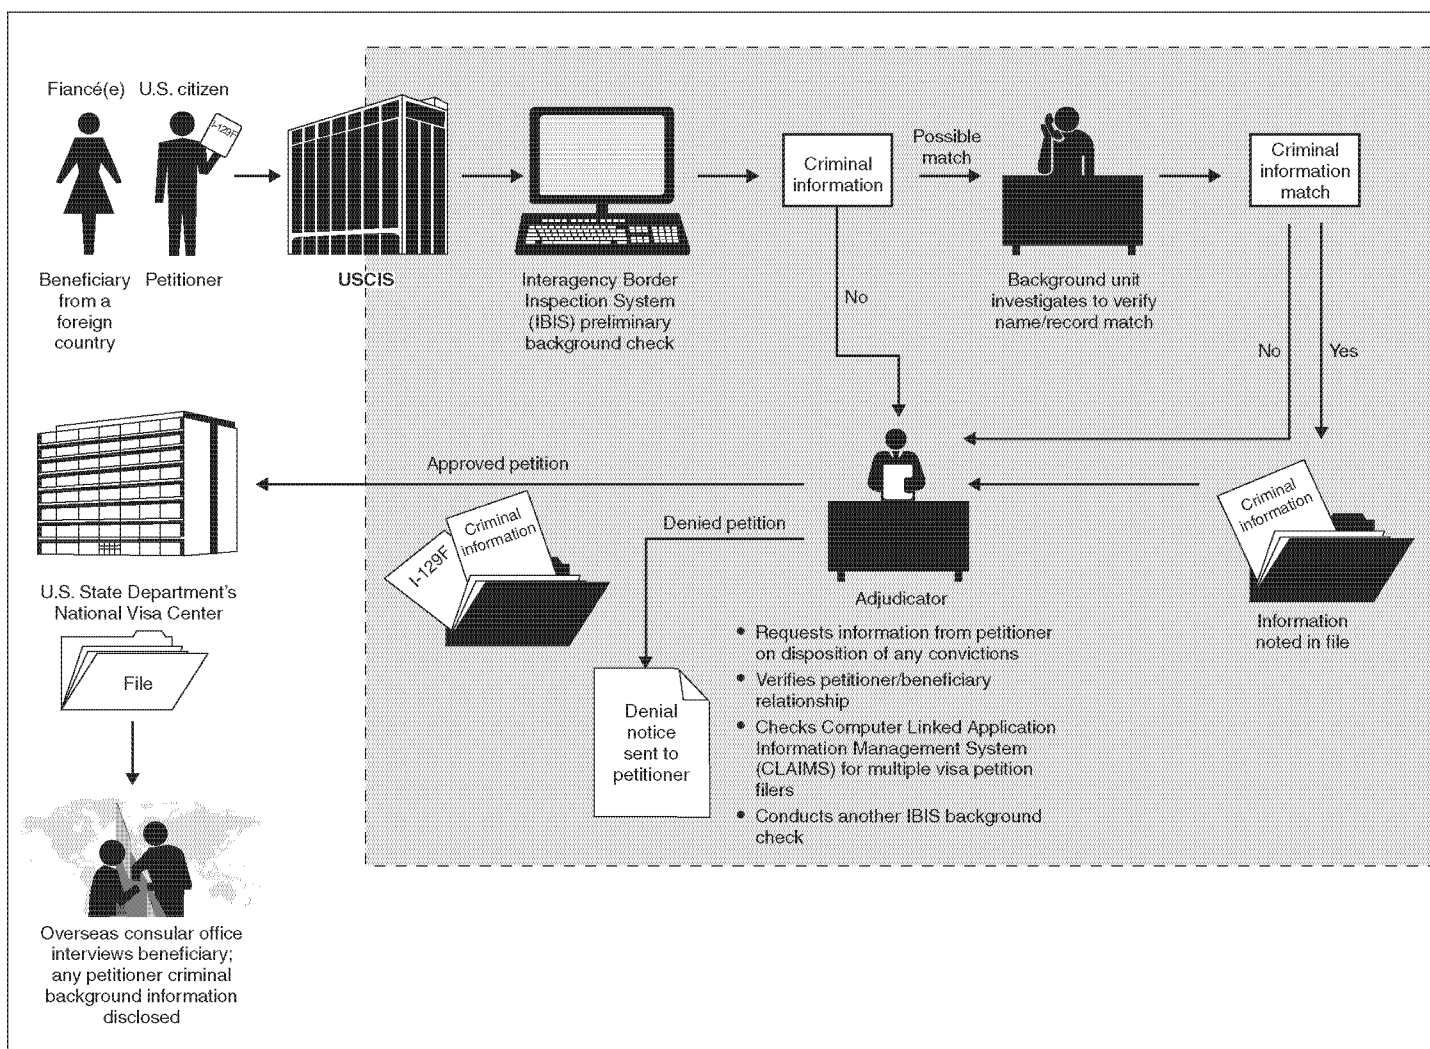 Fiancé(e)
U.S. citizen
I-129F
Beneficiary
from a
foreign
country
Petitioner
USCIS
Interagency Border
Inspection System
(IBIS) preliminary
background check
Criminal
information
Possible
match
No
Background unit
investigates to verify
name/record match
Criminal
information
match
No
Yes
Criminal
information
Information
noted in file
Adjudicator
• Requests information from petitioner
on disposition of any convictions
• Verifies petitioner/beneficiary
relationship
• Checks Computer Linked Application
Information Management System
(CLAIMS) for multiple visa petition
filers
• Conducts another IBIS background
check
Approved petition
Denied petition
Criminal
information
I-129F
Denial
notice
sent to
petitioner
U.S. State Department's
National Visa Center
File
Overseas consular office
interviews beneficiary;
any petitioner criminal
background information
disclosed